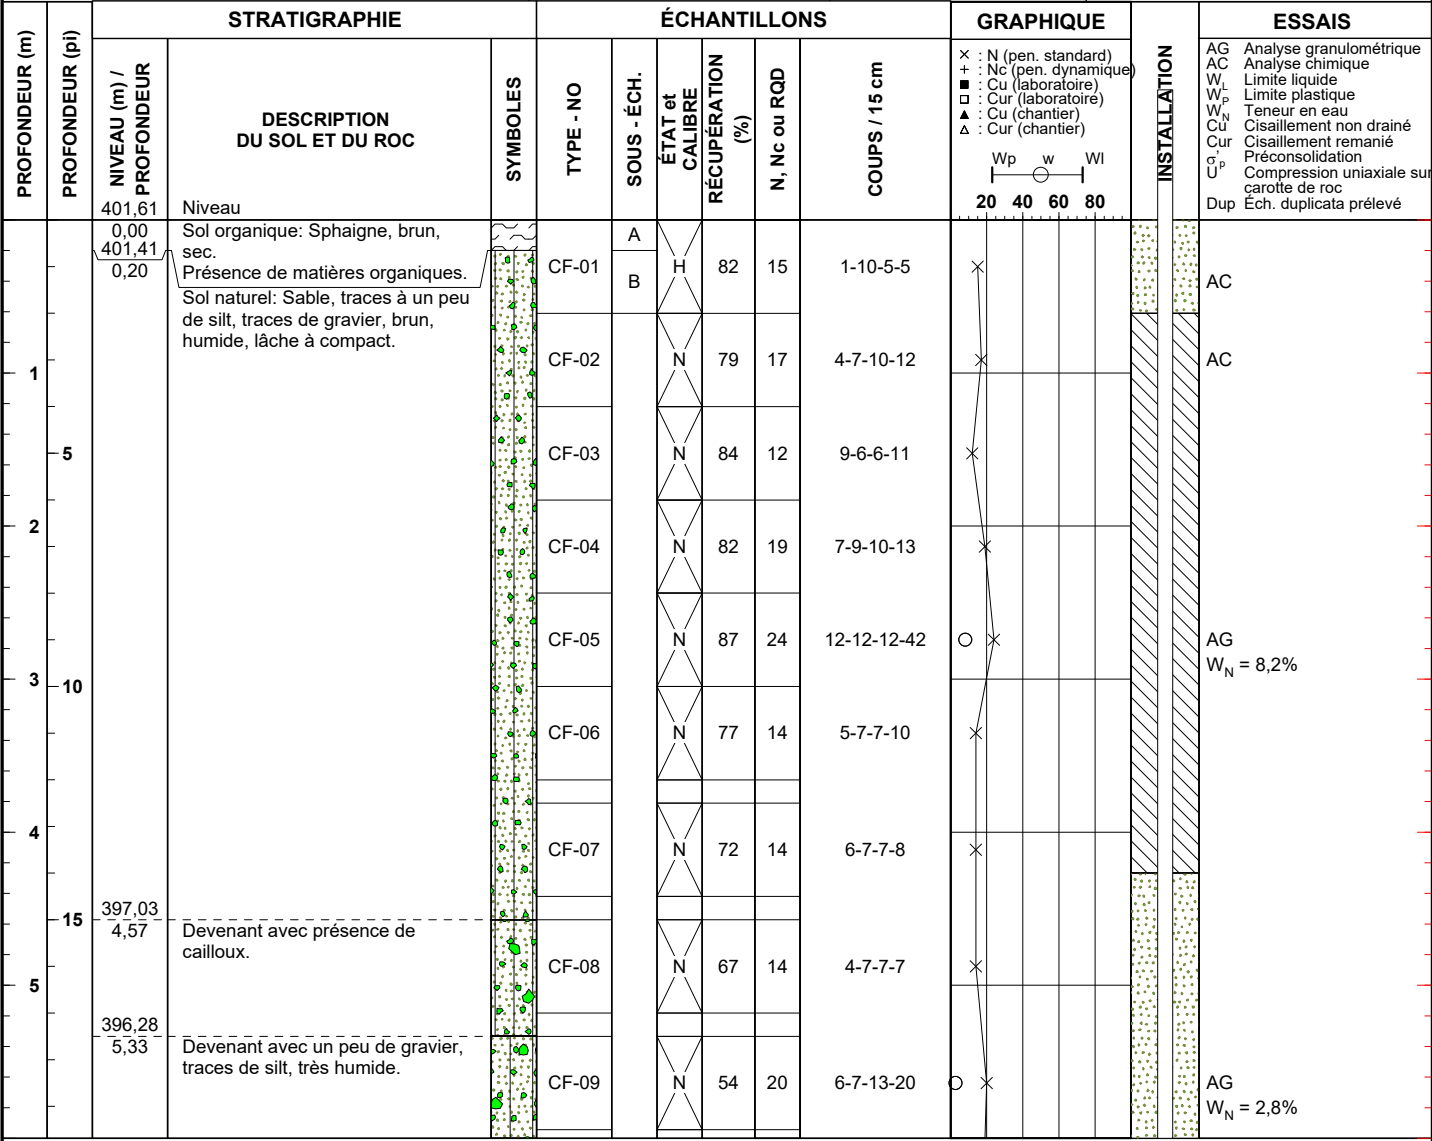 STRATIGRAPHIE
ÉCHANTILLONS
GRAPHIQUE
ESSAIS
PROFONDEUR (m)
PROFONDEUR (pi)
NIVEAU (m) /
PROFONDEUR
DESCRIPTION
DU SOL ET DU ROC
SYMBOLES
TYPE - NO
SOUS - ÉCH.
ÉTAT et
CALIBRE
RÉCUPÉRATION
(%)
N, Nc ou RQD
COUPS / 15 cm
× : N (pen. standard)
+ : Nc (pen. dynamique)
■ : Cu (laboratoire)
□ : Cur (laboratoire)
▲ : Cu (chantier)
△ : Cur (chantier)
Wp w Wl
20 40 60 80
INSTALLATION
AG Analyse granulométrique
AC Analyse chimique
W_L Limite liquide
W_P Limite plastique
W_N Teneur en eau
Cu Cisaillement non drainé
Cur Cisaillement remanié
σ'_p Préconsolidation
U Compression uniaxiale sur
carotte de roc
Dup Éch. duplicata prélevé
401,61 Niveau
0,00 Sol organique: Sphaigne, brun,
401,41 sec.
0,20 Présence de matières organiques.
Sol naturel: Sable, traces à un peu
de silt, traces de gravier, brun,
humide, lâche à compact.
A
CF-01 B H 82 15 1-10-5-5 AC
CF-02 N 79 17 4-7-10-12 AC
1
CF-03 N 84 12 9-6-6-11
5
2
CF-04 N 82 19 7-9-10-13
CF-05 N 87 24 12-12-12-42 AG
W_N = 8,2%
3
10
CF-06 N 77 14 5-7-7-10
4
CF-07 N 72 14 6-7-7-8
397,03
15
4,57 Devenant avec présence de
cailloux.
CF-08 N 67 14 4-7-7-7
5
396,28
5,33 Devenant avec un peu de gravier,
traces de silt, très humide.
CF-09 N 54 20 6-7-13-20 AG
W_N = 2,8%